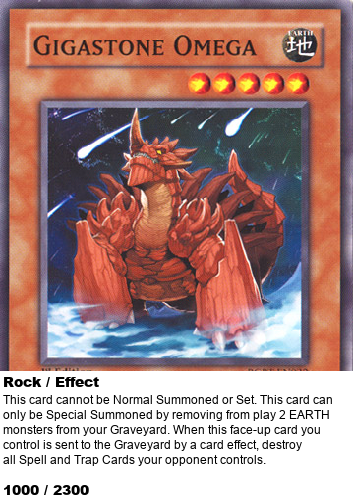 GIGASTONE OMEGA
EARTH
地
Rock / Effect
This card cannot be Normal Summoned or Set. This card can
only be Special Summoned by removing from play 2 EARTH
monsters from your Graveyard. When this face-up card you
control is sent to the Graveyard by a card effect, destroy
all Spell and Trap Cards your opponent controls.
1000 / 2300